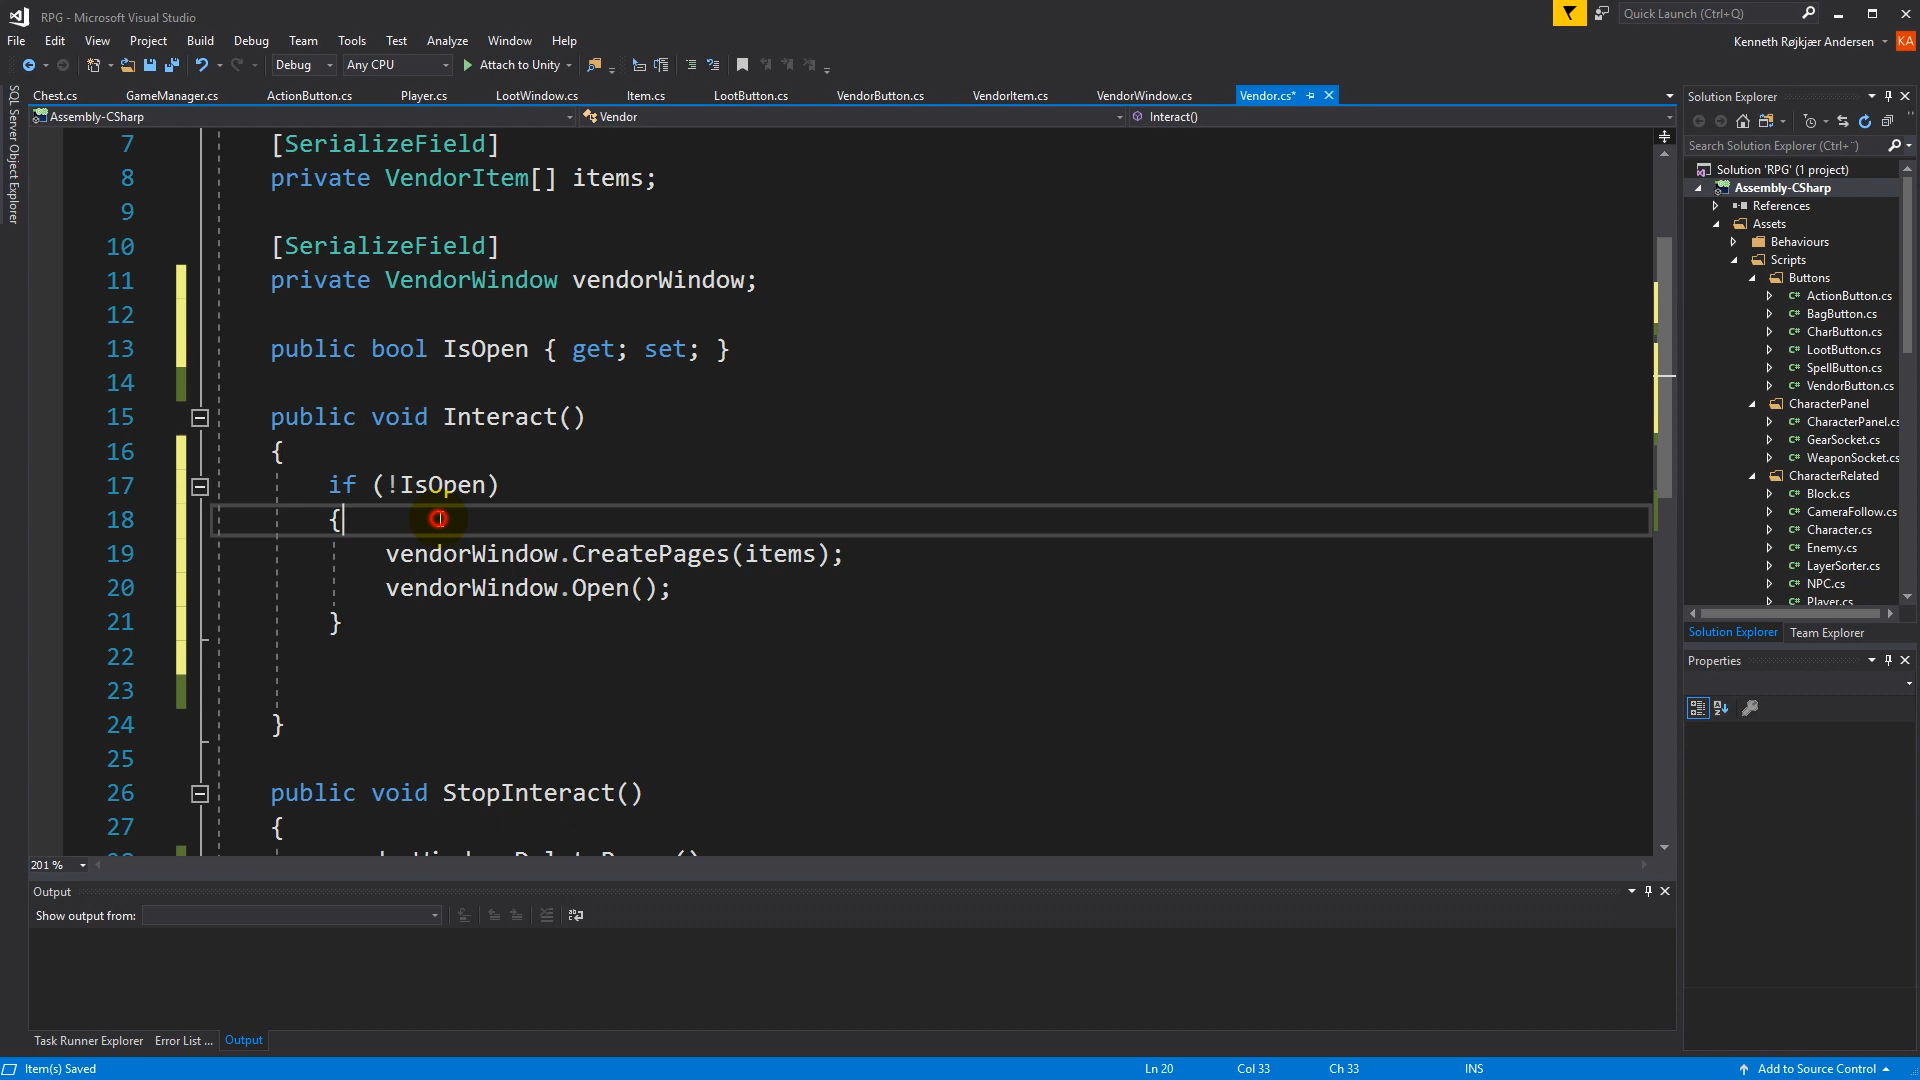 RPG - Microsoft Visual Studio
Quick Launch (Ctrl+Q)
File Edit View Project Build Debug Team Tools Test Analyze Window Help
Kenneth Røjkjær Andersen KA
Debug Any CPU Attach to Unity
SQL Server Object Explorer
Chest.cs GameManager.cs ActionButton.cs Player.cs LootWindow.cs Item.cs LootButton.cs VendorButton.cs VendorItem.cs VendorWindow.cs Vendor.cs*
Assembly-CSharp Vendor Interact()
7 [SerializeField]
8 private VendorItem[] items;
9
10 [SerializeField]
11 private VendorWindow vendorWindow;
12
13 public bool IsOpen { get; set; }
14
15 public void Interact()
16 {
17 if (!IsOpen)
18 {
19 vendorWindow.CreatePages(items);
20 vendorWindow.Open();
21 }
22
23
24 }
25
26 public void StopInteract()
27 {
201 %
Output
Show output from:
Task Runner Explorer Error List ... Output
Item(s) Saved
Ln 20 Col 33 Ch 33 INS
Add to Source Control
Solution Explorer
Search Solution Explorer (Ctrl+¨)
Solution 'RPG' (1 project)
Assembly-CSharp
References
Assets
Behaviours
Scripts
Buttons
C# ActionButton.cs
C# BagButton.cs
C# CharButton.cs
C# LootButton.cs
C# SpellButton.cs
C# VendorButton.cs
CharacterPanel
C# CharacterPanel.cs
C# GearSocket.cs
C# WeaponSocket.cs
CharacterRelated
C# Block.cs
C# CameraFollow.cs
C# Character.cs
C# Enemy.cs
C# LayerSorter.cs
C# NPC.cs
C# Player.cs
Solution Explorer Team Explorer
Properties